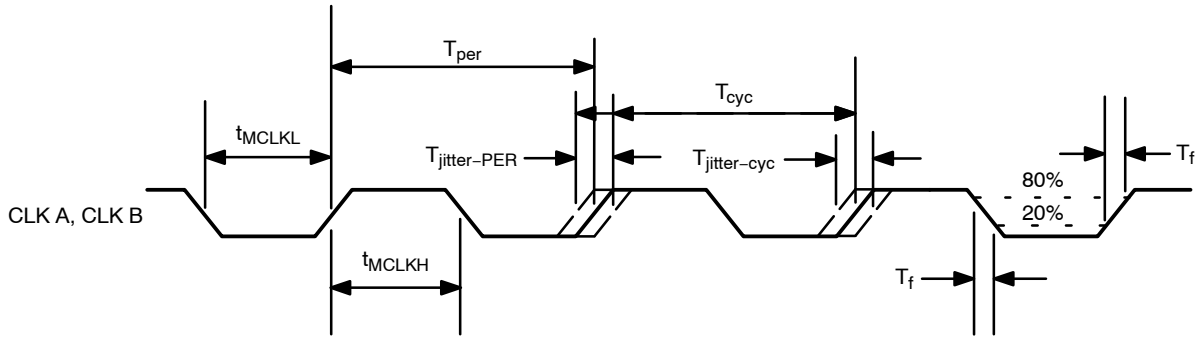 T_per
T_cyc
t_MCLKL
T_jitter−PER
T_jitter−cyc
T_f
80%
CLK A, CLK B
20%
t_MCLKH
T_f